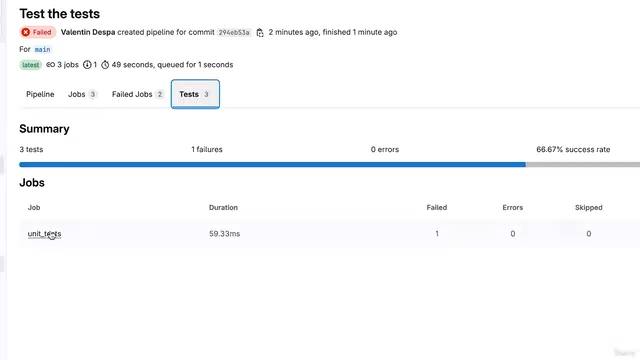 Test the tests
Failed Valentin Despa created pipeline for commit 294eb53a 2 minutes ago, finished 1 minute ago
For main
latest 3 jobs 1 49 seconds, queued for 1 seconds
Pipeline Jobs 3 Failed Jobs 2 Tests 3
Summary
3 tests 1 failures 0 errors 66.67% success rate
Jobs
Job Duration Failed Errors Skipped
unit_tests 59.33ms 1 0 0